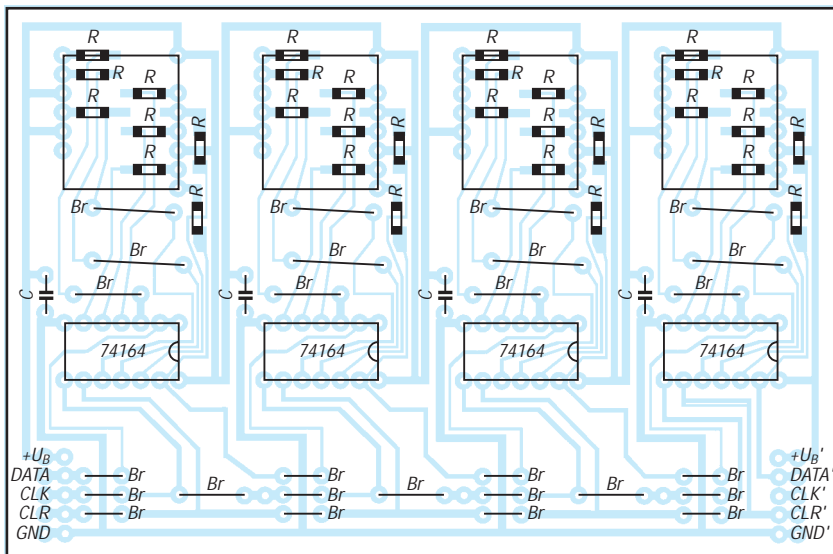 R R R R
R R R R R R R R
R R R R
R R R R R R R R
R R R R
R R R R
Br Br Br Br
Br Br Br Br
C Br C Br C Br C Br
74164 74164 74164 74164
+UB +UB'
DATA Br Br Br Br DATA'
CLK Br Br Br Br Br Br Br CLK'
CLR Br Br Br Br CLR'
GND GND'